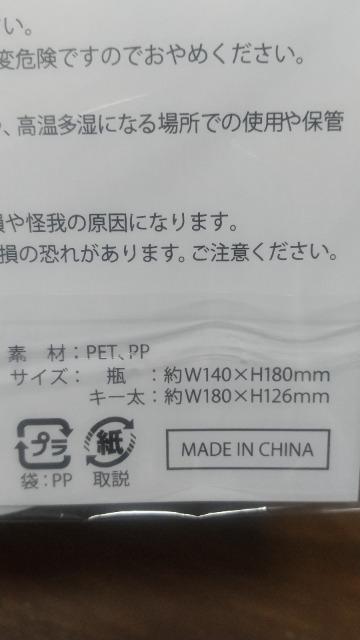 さい。
変危険ですのでおやめください。
、高温多湿になる場所での使用や保管
損や怪我の原因になります。
損の恐れがあります。ご注意ください。
素 材:PET、PP
サイズ: 瓶 :約W140×H180mm
キー太:約W180×H126mm
プラ 紙 MADE IN CHINA
袋:PP 取説